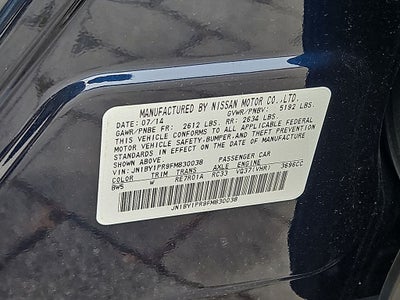 MANUFACTURED BY NISSAN MOTOR CO.,LTD.
DATE: 07/14 GVWR/PNBV: 5192 LBS.
GAWR/PNBE FR: 2612 LBS. RR: 2634 LBS.
THIS VEHICLE CONFORMS TO ALL APPLICABLE FEDERAL
MOTOR VEHICLE SAFETY,BUMPER,AND THEFT PREVENTION
STANDARDS IN EFFECT ON THE DATE OF MANUFACTURE
SHOWN ABOVE.
VIN: JN1BY1PR9FM830038 PASSENGER CAR
COLOR TRIM TRANS AXLE ENGINE
BW5 W RE7R01A RC33 VQ37(VHR) 3696CC
JN1BY1PR9FM830038